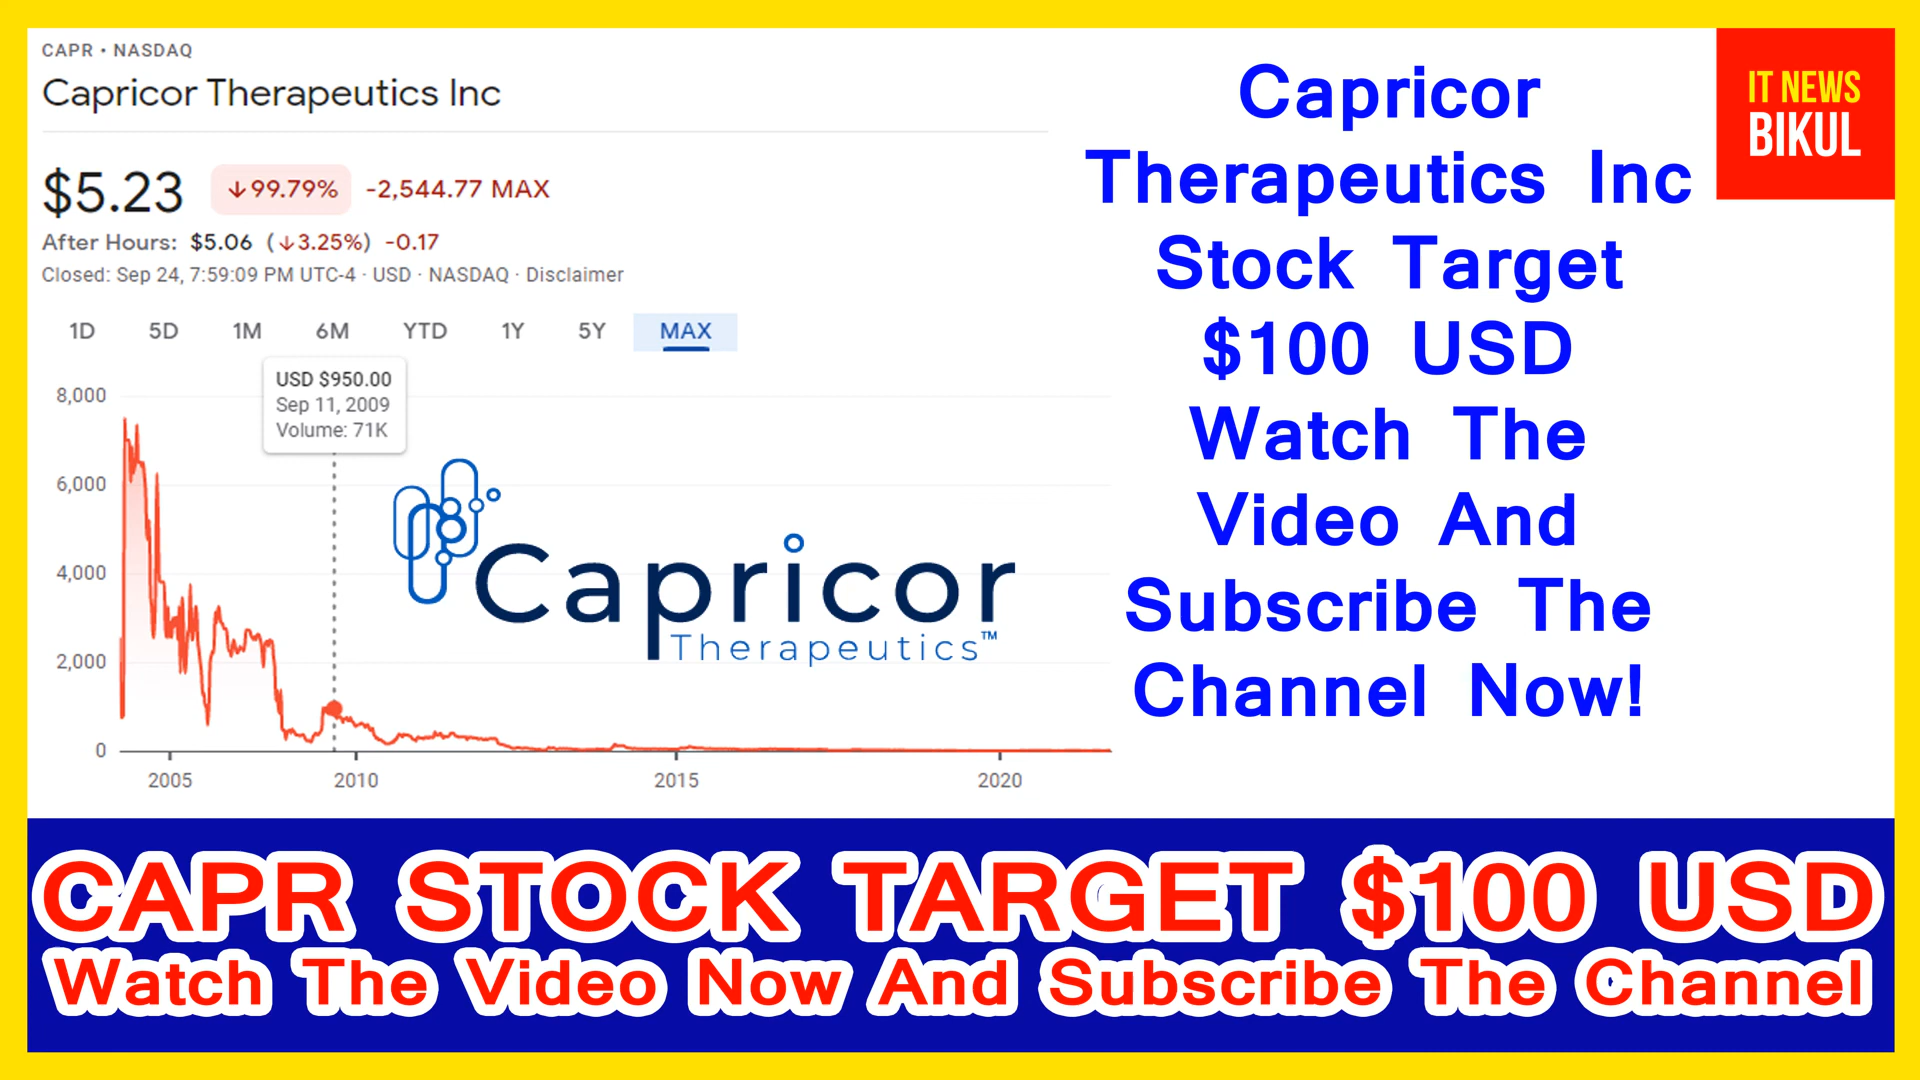 CAPR • NASDAQ
Capricor Therapeutics Inc
$5.23 ↓99.79% -2,544.77 MAX
After Hours: $5.06 (↓3.25%) -0.17
Closed: Sep 24, 7:59:09 PM UTC-4 · USD · NASDAQ · Disclaimer
1D 5D 1M 6M YTD 1Y 5Y MAX
USD $950.00
Sep 11, 2009
Volume: 71K
8,000
6,000
4,000
2,000
0
2005 2010 2015 2020
Capricor
Therapeutics™
Capricor
Therapeutics Inc
Stock Target
$100 USD
Watch The
Video And
Subscribe The
Channel Now!
IT NEWS
BIKUL
CAPR STOCK TARGET $100 USD
Watch The Video Now And Subscribe The Channel